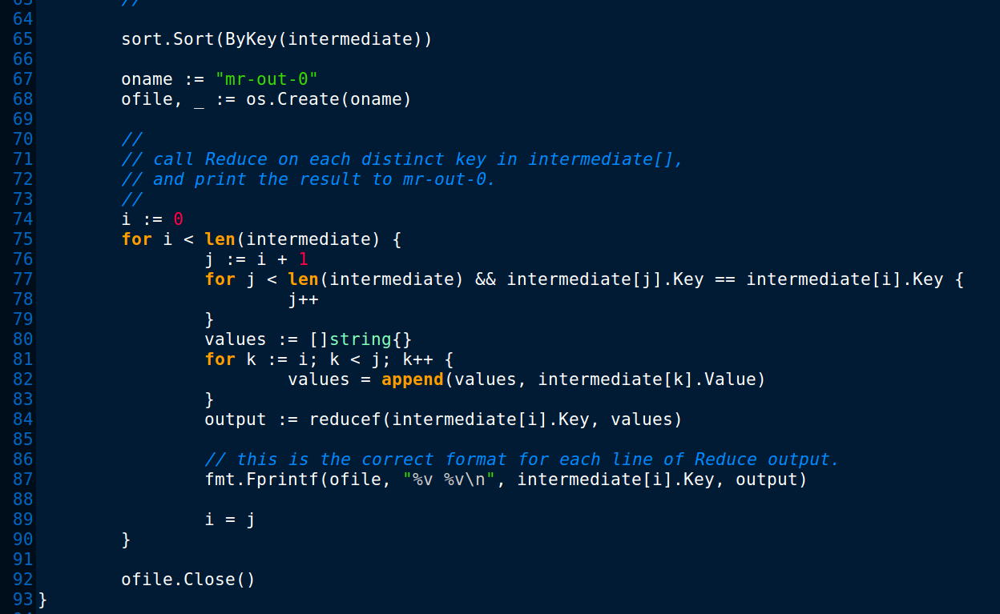 63 //
64
65 sort.Sort(ByKey(intermediate))
66
67 oname := "mr-out-0"
68 ofile, _ := os.Create(oname)
69
70 //
71 // call Reduce on each distinct key in intermediate[],
72 // and print the result to mr-out-0.
73 //
74 i := 0
75 for i < len(intermediate) {
76 j := i + 1
77 for j < len(intermediate) && intermediate[j].Key == intermediate[i].Key {
78 j++
79 }
80 values := []string{}
81 for k := i; k < j; k++ {
82 values = append(values, intermediate[k].Value)
83 }
84 output := reducef(intermediate[i].Key, values)
85
86 // this is the correct format for each line of Reduce output.
87 fmt.Fprintf(ofile, "%v %v\n", intermediate[i].Key, output)
88
89 i = j
90 }
91
92 ofile.Close()
93 }